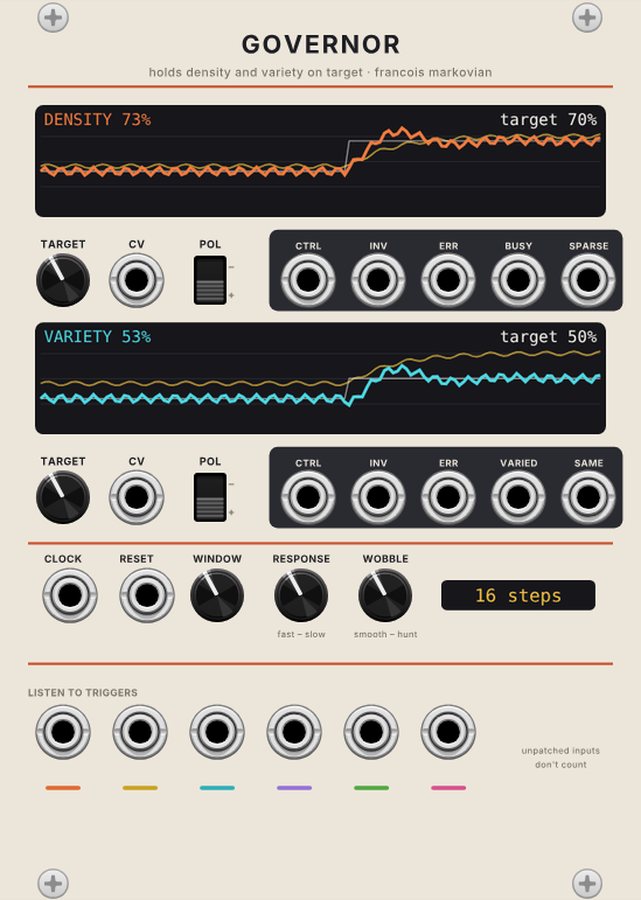 GOVERNOR
holds density and variety on target · francois markovian
DENSITY 73% target 70%
TARGET CV POL CTRL INV ERR BUSY SPARSE
−
+
VARIETY 53% target 50%
TARGET CV POL CTRL INV ERR VARIED SAME
−
+
CLOCK RESET WINDOW RESPONSE WOBBLE
16 steps
fast – slow smooth – hunt
LISTEN TO TRIGGERS
unpatched inputs
don't count